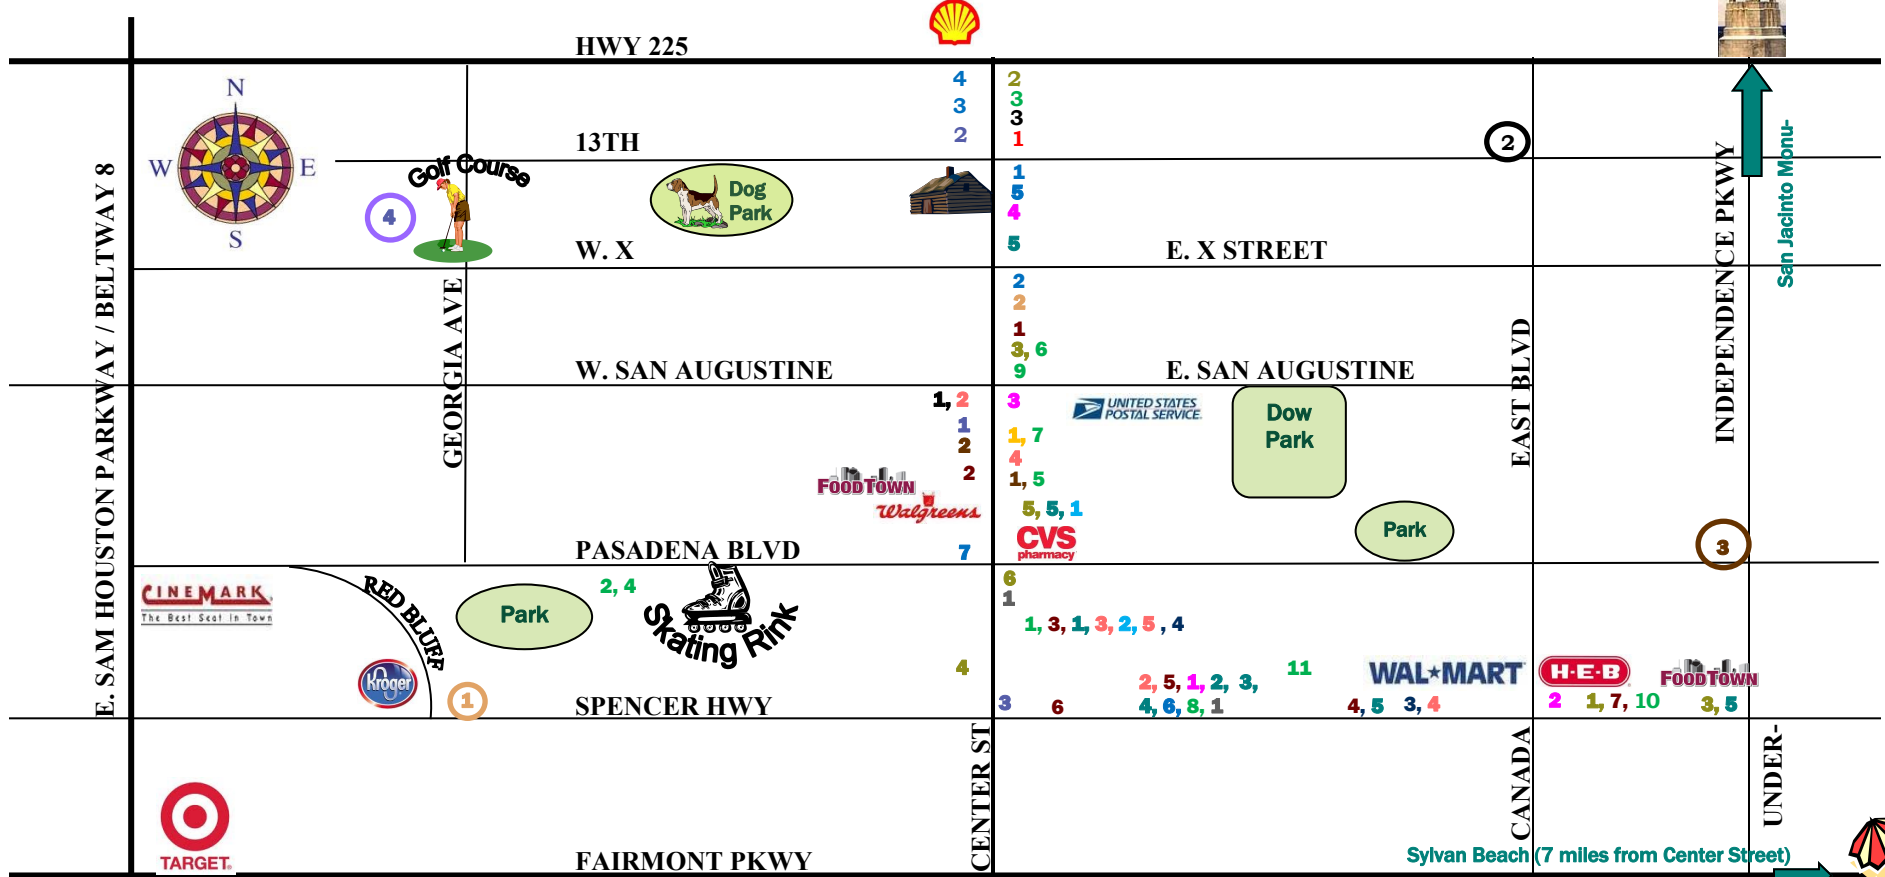 HWY 225
N
W
E
S
13TH
4
3
2
2
3
3
1
2
Golf Course
4
Dog
Park
1
5
4
5
W. X
E. X STREET
E. SAM HOUSTON PARKWAY / BELTWAY 8
GEORGIA AVE
INDEPENDENCE PKWY
San Jacinto Monu-
2
2
1
3, 6
9
W. SAN AUGUSTINE
E. SAN AUGUSTINE
EAST BLVD
1, 2
1
2
2
3
1, 7
4
1, 5
5, 5, 1
UNITED STATES
POSTAL SERVICE
Dow
Park
FOODTOWN
Walgreens
CVS
pharmacy
Park
3
PASADENA BLVD
7
CINEMARK
The Best Seat In Town
RED BLUFF
Park
2, 4
Skating Rink
6
1
1, 3, 1, 3, 2, 5 , 4
4
Kroger
1
SPENCER HWY
3
6
2, 5, 1, 2, 3,
4, 6, 8, 1
11
WAL★MART
4, 5 3, 4
H-E-B
FOODTOWN
2 1, 7, 10
3, 5
CENTER ST
CANADA
UNDER-
TARGET
FAIRMONT PKWY
Sylvan Beach (7 miles from Center Street)